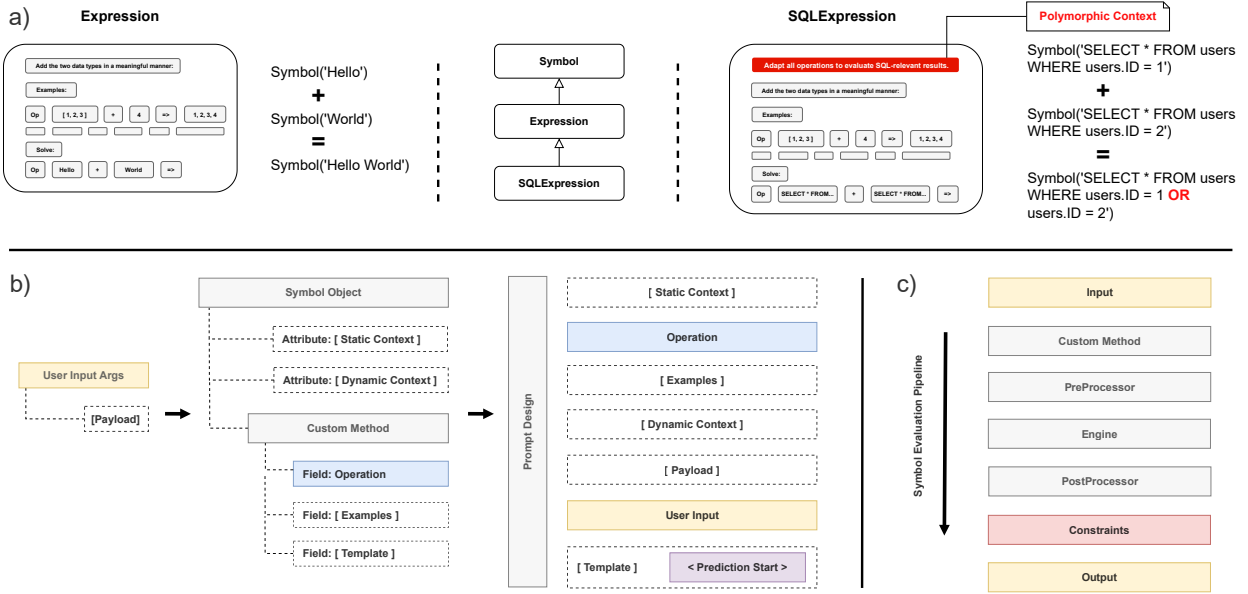 a)
Expression
Add the two data types in a meaningful manner:
Examples:
Op [ 1, 2, 3 ] + 4 => 1, 2, 3, 4
Solve:
Op Hello + World =>
Symbol('Hello')
+
Symbol('World')
=
Symbol('Hello World')
Symbol
Expression
SQLExpression
SQLExpression
Polymorphic Context
Adapt all operations to evaluate SQL-relevant results.
Add the two data types in a meaningful manner:
Examples:
Op [ 1, 2, 3 ] + 4 => 1, 2, 3, 4
Solve:
Op SELECT * FROM... + SELECT * FROM... =>
Symbol('SELECT * FROM users
WHERE users.ID = 1')
+
Symbol('SELECT * FROM users
WHERE users.ID = 2')
=
Symbol('SELECT * FROM users
WHERE users.ID = 1 OR
users.ID = 2')
b)
User Input Args
[Payload]
Symbol Object
Attribute: [ Static Context ]
Attribute: [ Dynamic Context ]
Custom Method
Field: Operation
Field: [ Examples ]
Field: [ Template ]
Prompt Design
[ Static Context ]
Operation
[ Examples ]
[ Dynamic Context ]
[ Payload ]
User Input
[ Template ] < Prediction Start >
c)
Symbol Evaluation Pipeline
Input
Custom Method
PreProcessor
Engine
PostProcessor
Constraints
Output